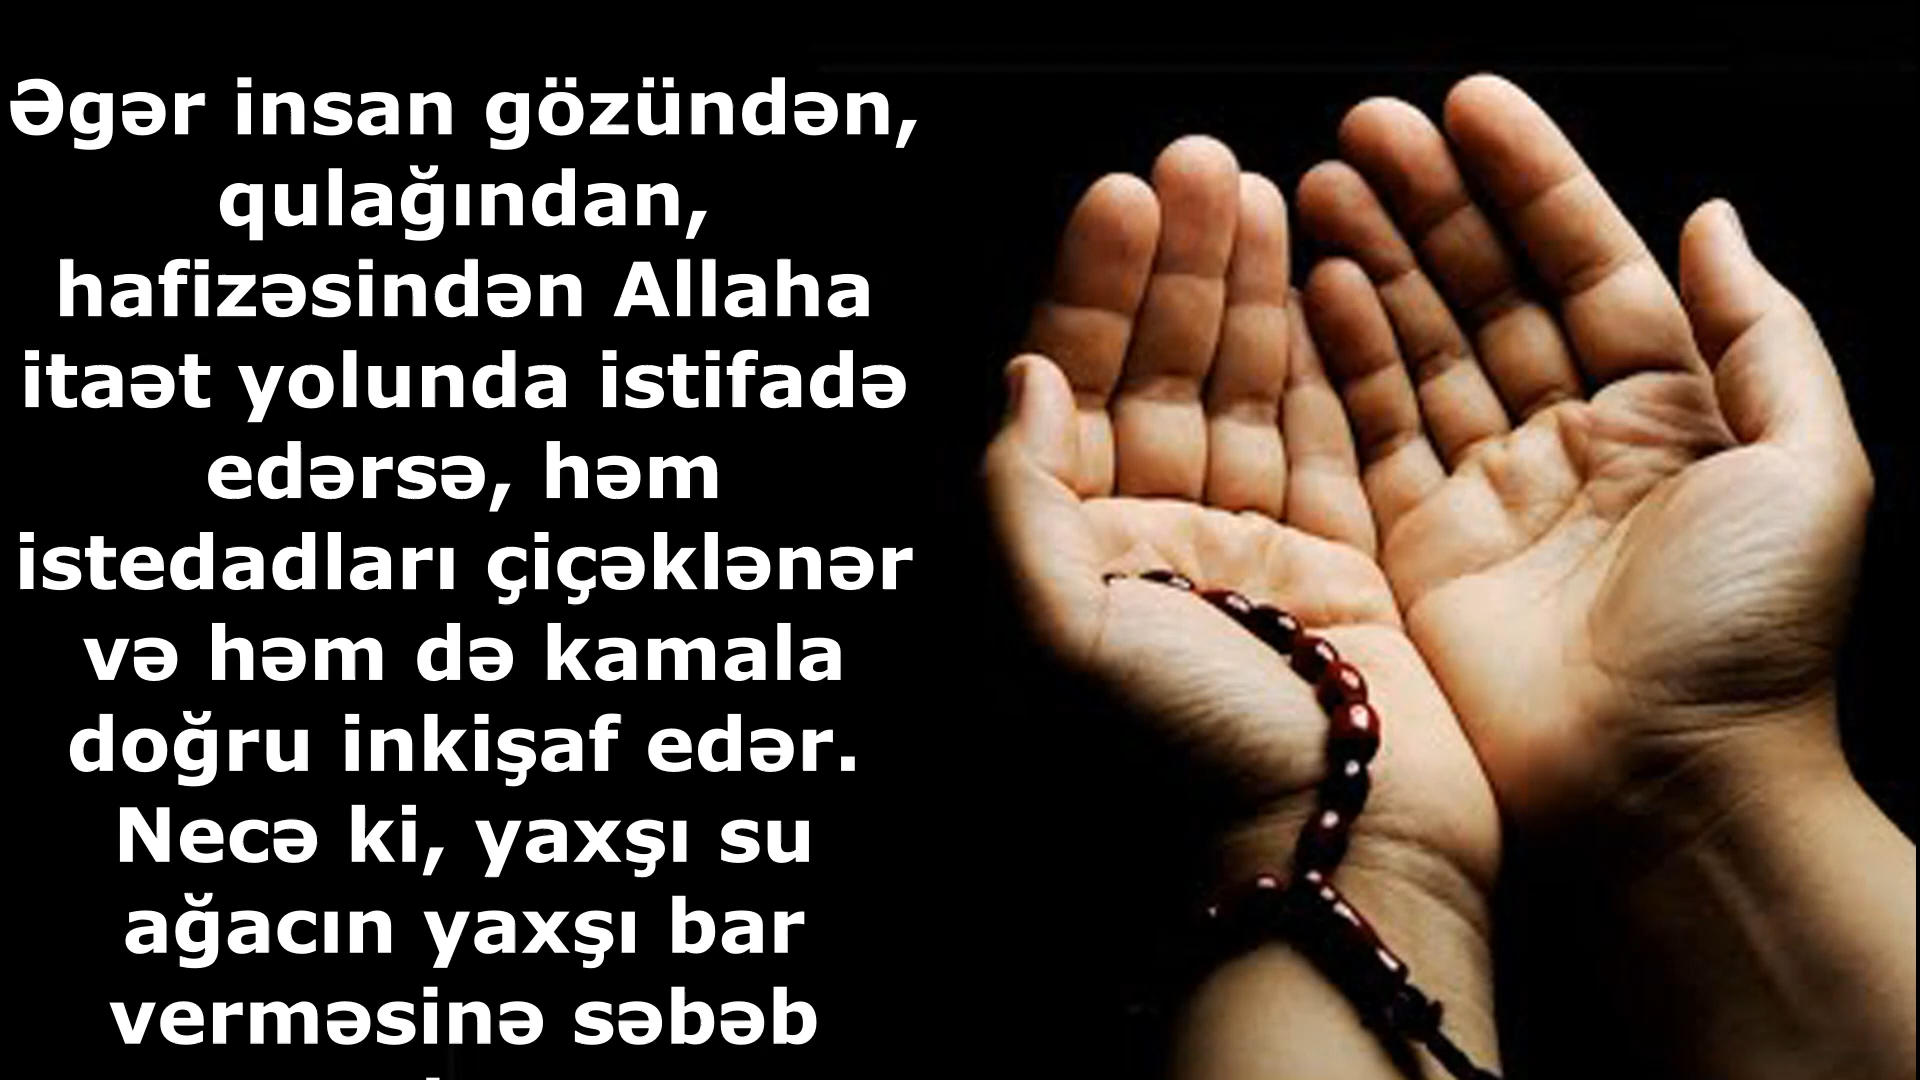 Əgər insan gözündən,
qulağından,
hafizəsindən Allaha
itaət yolunda istifadə
edərsə, həm
istedadları çiçəklənər
və həm də kamala
doğru inkişaf edər.
Necə ki, yaxşı su
ağacın yaxşı bar
verməsinə səbəb